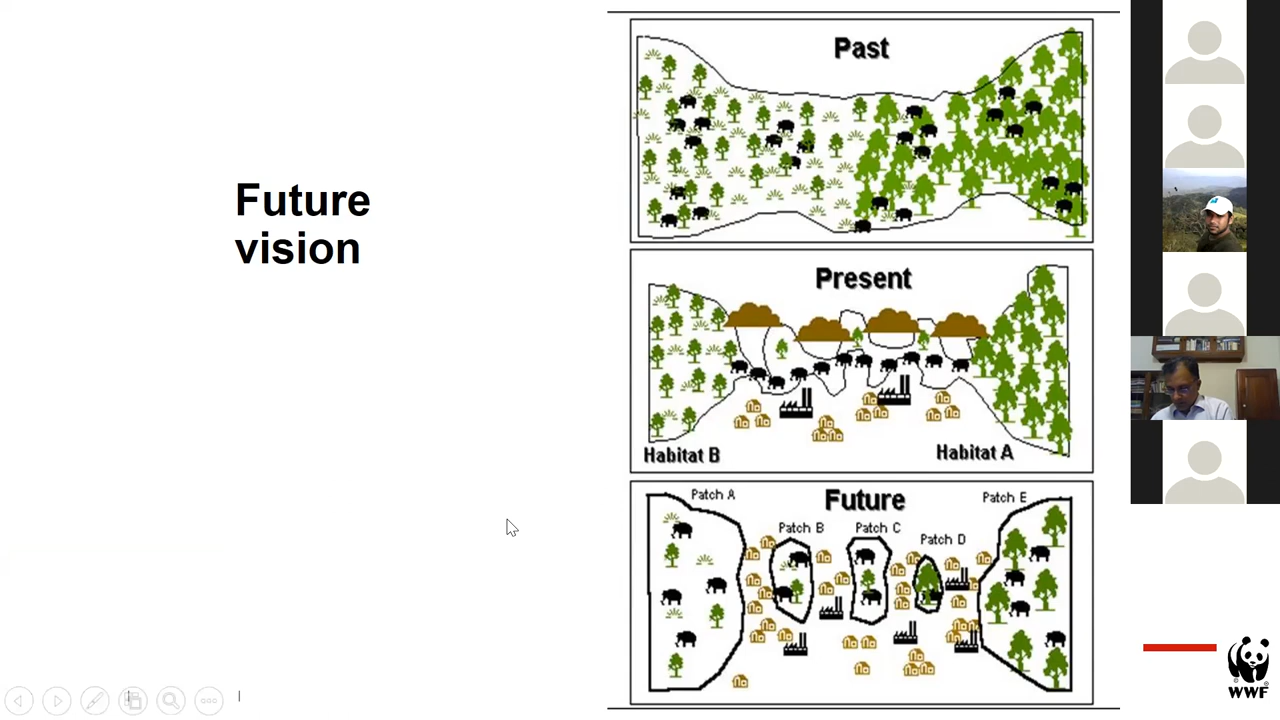 Future
vision
Past
Present
Habitat B
Habitat A
Future
Patch A
Patch B
Patch C
Patch D
Patch E
WWF